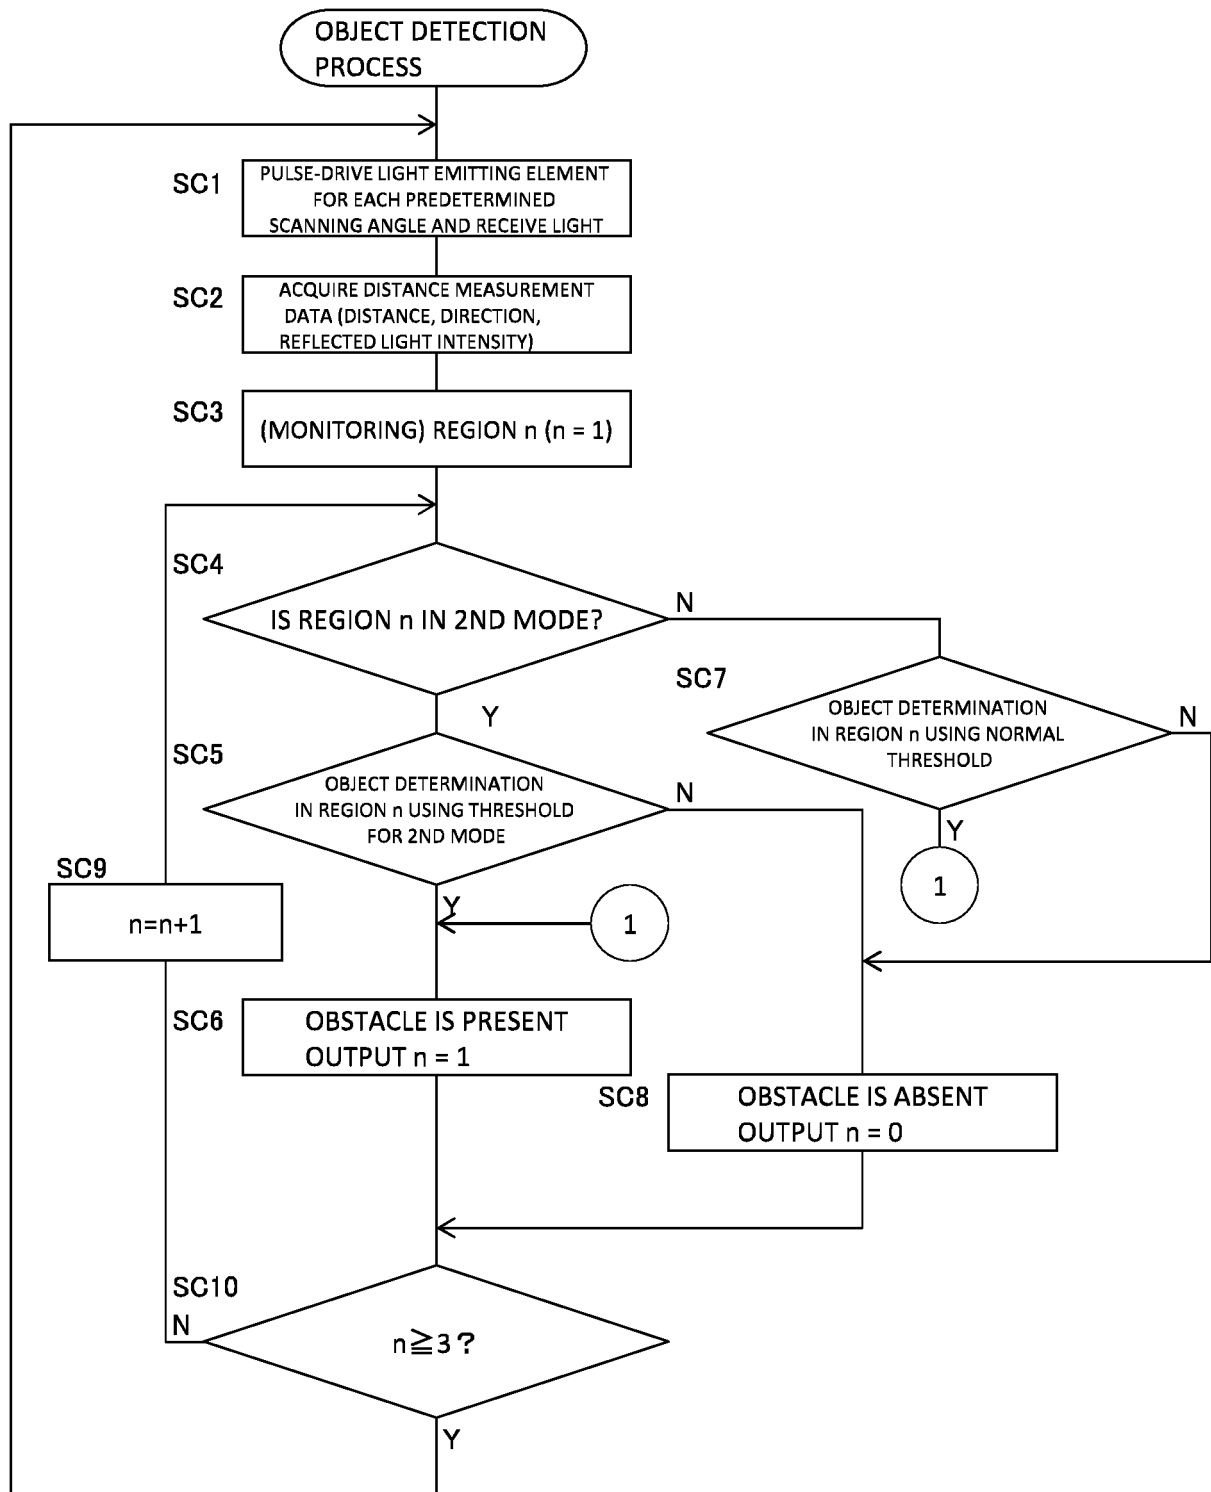 OBJECT DETECTION
PROCESS
SC1
PULSE-DRIVE LIGHT EMITTING ELEMENT
FOR EACH PREDETERMINED
SCANNING ANGLE AND RECEIVE LIGHT
SC2
ACQUIRE DISTANCE MEASUREMENT
DATA (DISTANCE, DIRECTION,
REFLECTED LIGHT INTENSITY)
SC3
(MONITORING) REGION n (n = 1)
SC4
IS REGION n IN 2ND MODE?
N
Y
SC7
OBJECT DETERMINATION
IN REGION n USING NORMAL
THRESHOLD
N
Y
1
SC5
OBJECT DETERMINATION
IN REGION n USING THRESHOLD
FOR 2ND MODE
N
Y
1
SC9
n=n+1
SC6
OBSTACLE IS PRESENT
OUTPUT n = 1
SC8
OBSTACLE IS ABSENT
OUTPUT n = 0
SC10
N
n≧3?
Y